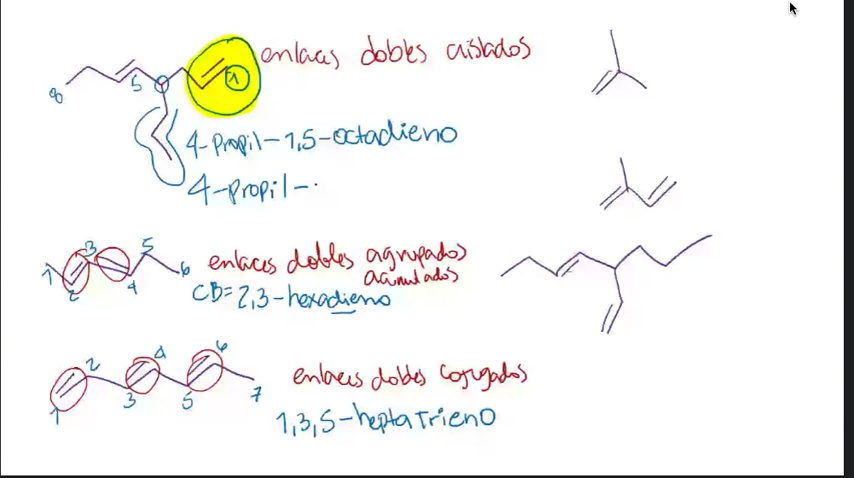 enlaces dobles aislados
8
5
1
4-Propil-1,5-octadieno
4-propil-
1
2
3
4
5
6
enlaces dobles agrupados
acumulados
CB=2,3-hexadieno
1
2
3
4
5
6
7
enlaces dobles conjugados
1,3,5-heptatrieno